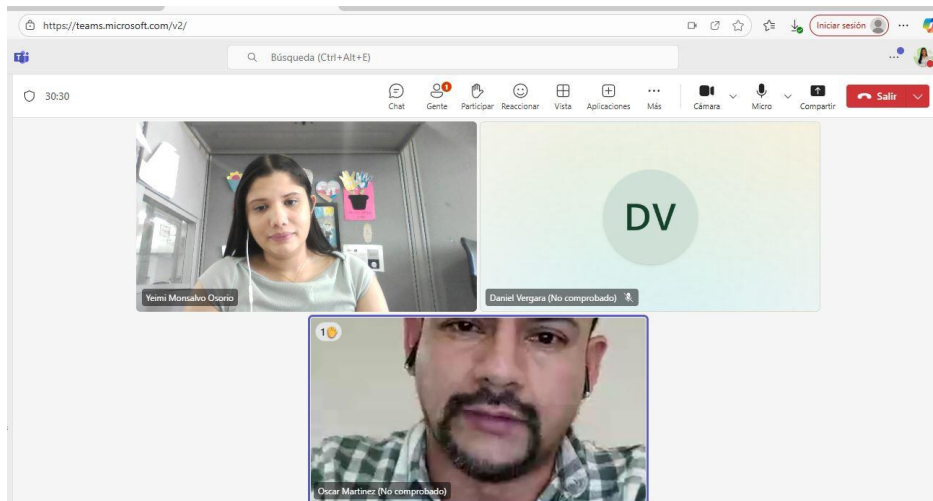 https://teams.microsoft.com/v2/
Iniciar sesión
Búsqueda (Ctrl+Alt+E)
30:30
1
Chat
Gente
Participar
Reaccionar
Vista
Aplicaciones
Más
Cámara
Micro
Compartir
Salir
DV
Yeimi Monsalvo Osorio
Daniel Vergara (No comprobado)
1
Oscar Martinez (No comprobado)